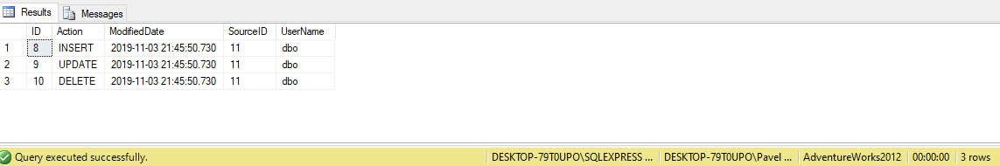 Results Messages
ID Action ModifiedDate SourceID UserName
1 8 INSERT 2019-11-03 21:45:50.730 11 dbo
2 9 UPDATE 2019-11-03 21:45:50.730 11 dbo
3 10 DELETE 2019-11-03 21:45:50.730 11 dbo
Query executed successfully. DESKTOP-79T0UPO\SQLEXPRESS ... DESKTOP-79T0UPO\Pavel ... AdventureWorks2012 00:00:00 3 rows